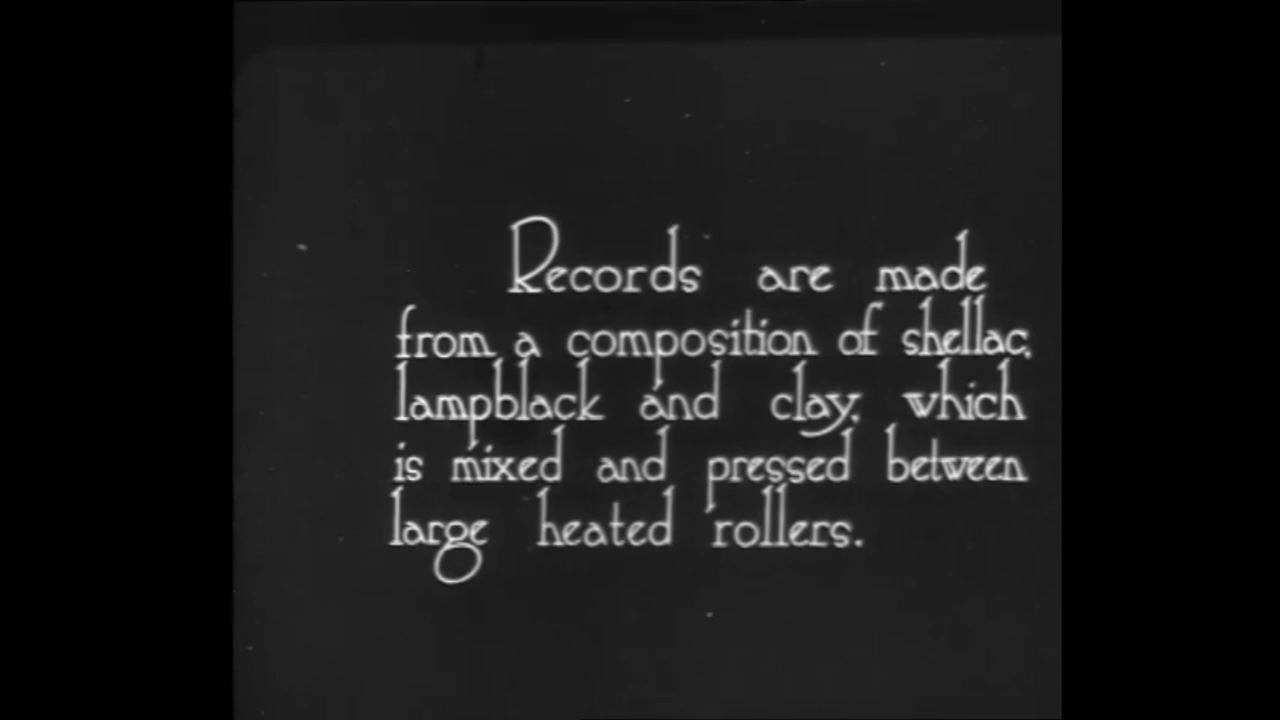 Records are made
from a composition of shellac,
lampblack and clay, which
is mixed and pressed between
large heated rollers.